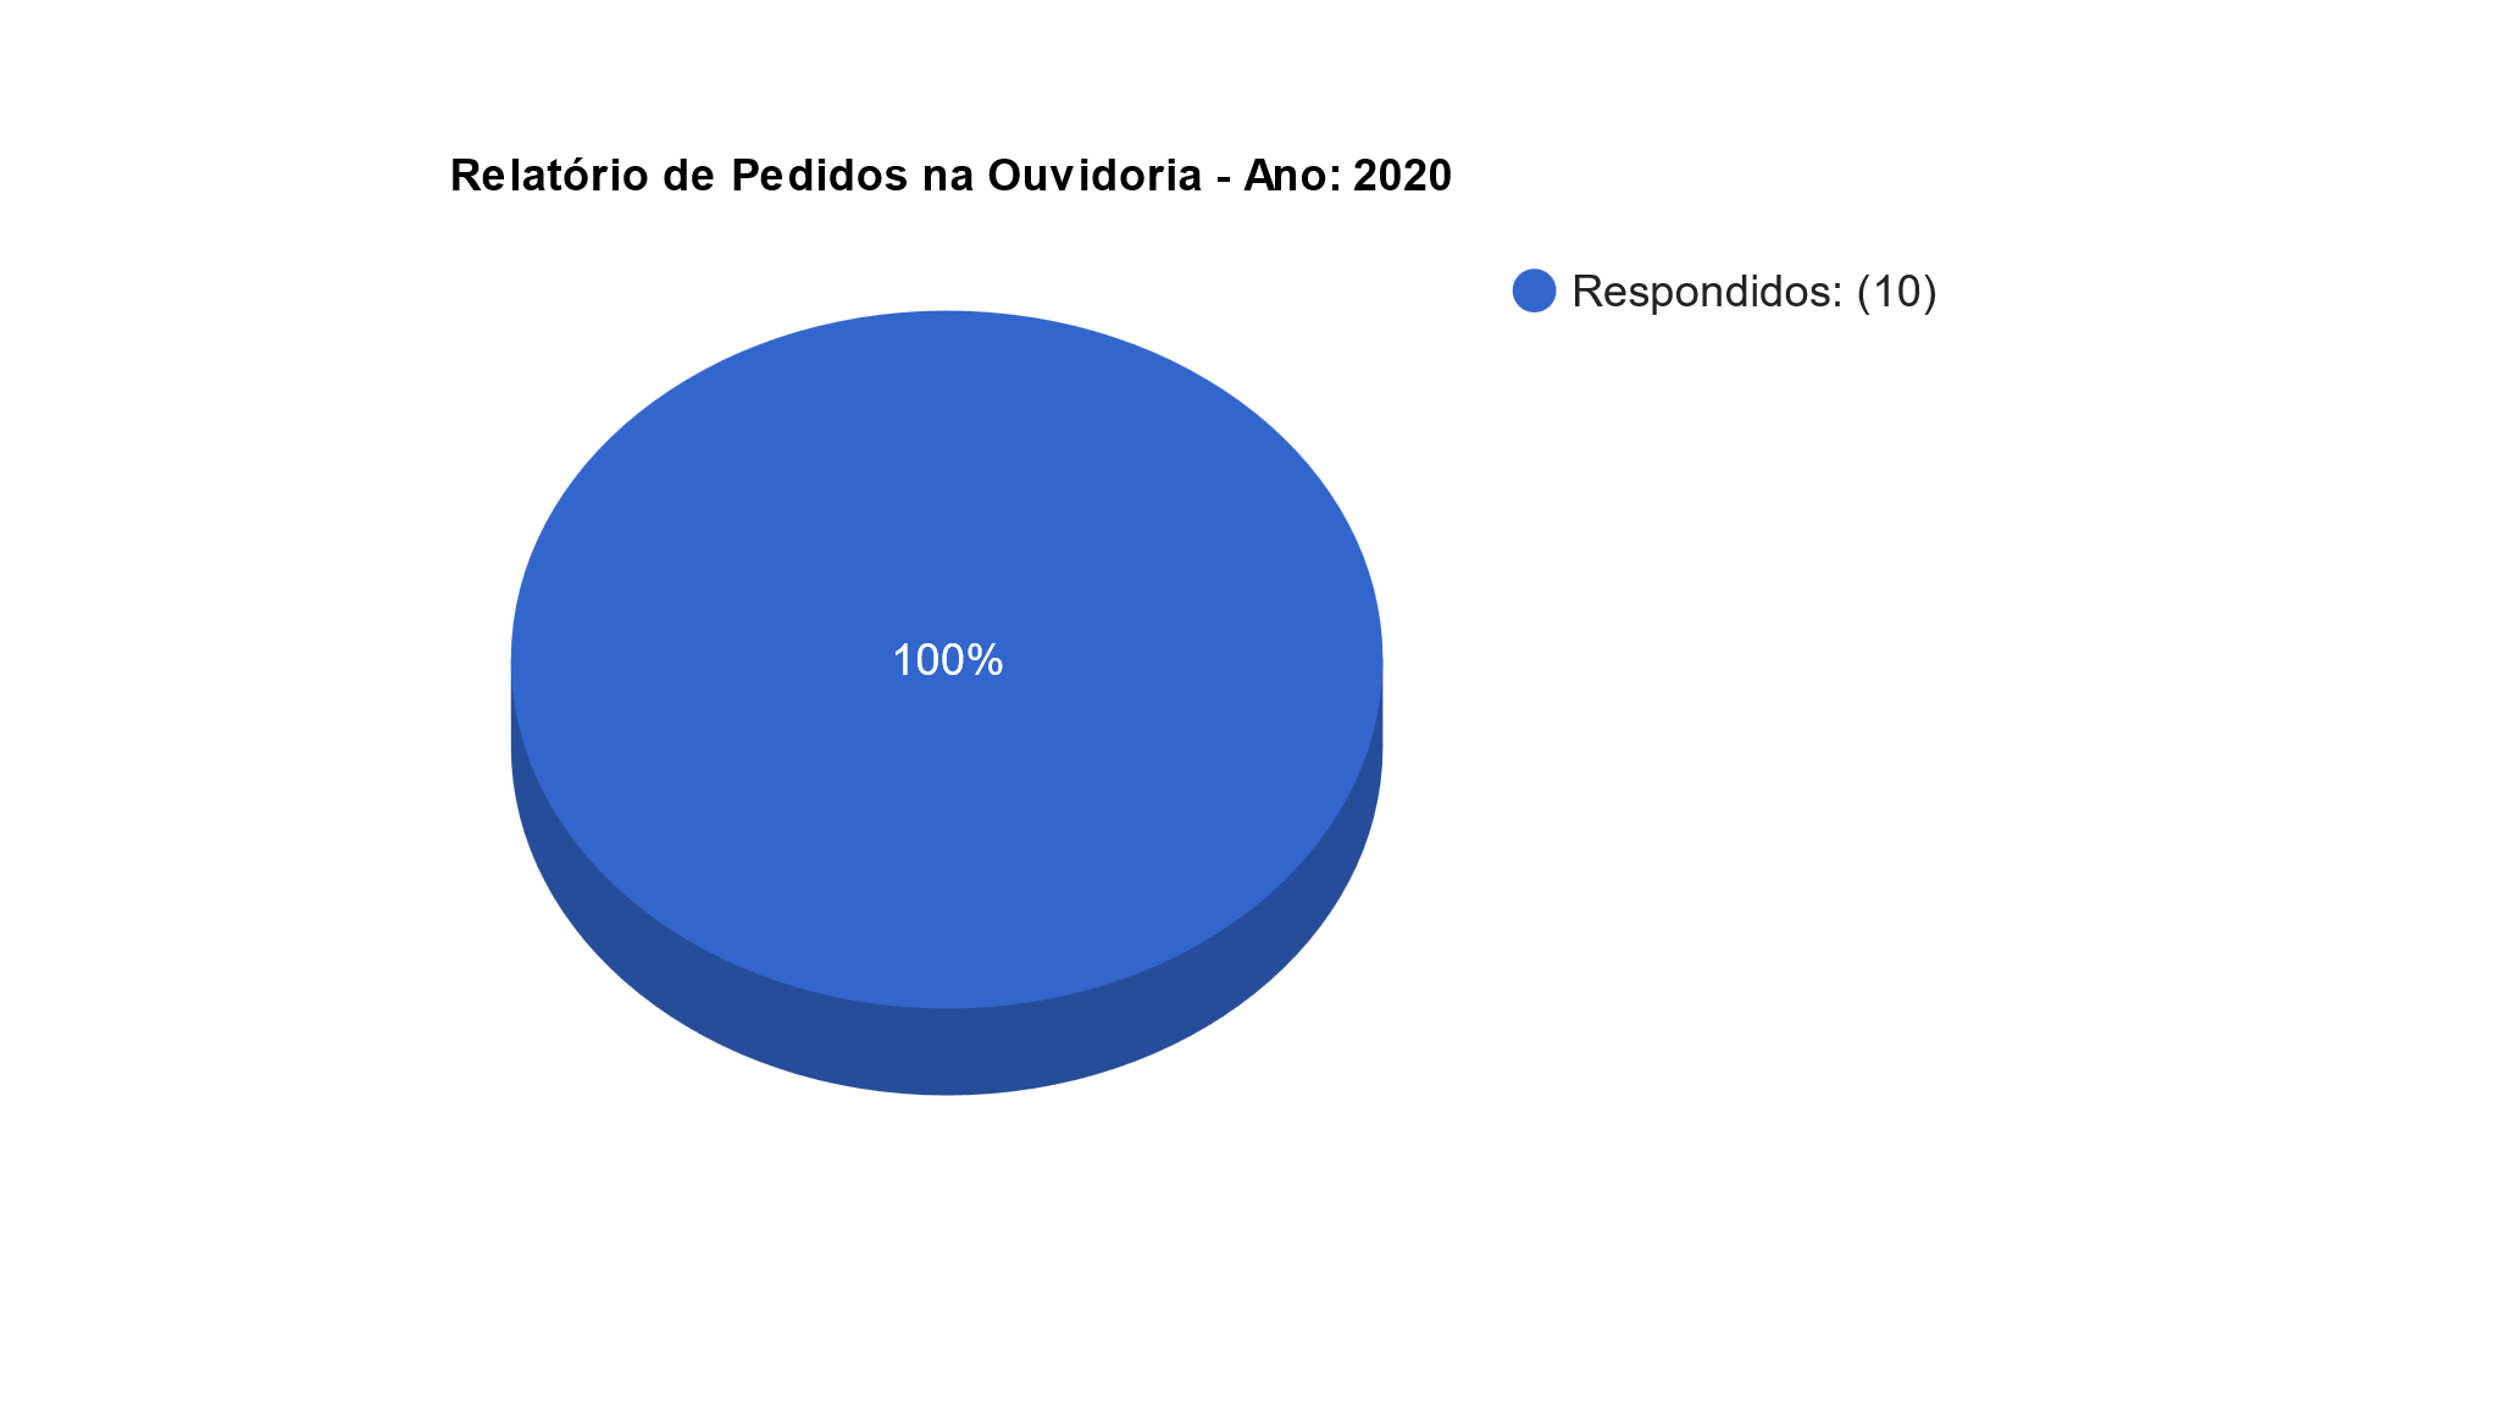 Relatório de Pedidos na Ouvidoria - Ano: 2020
Respondidos: (10)
100%